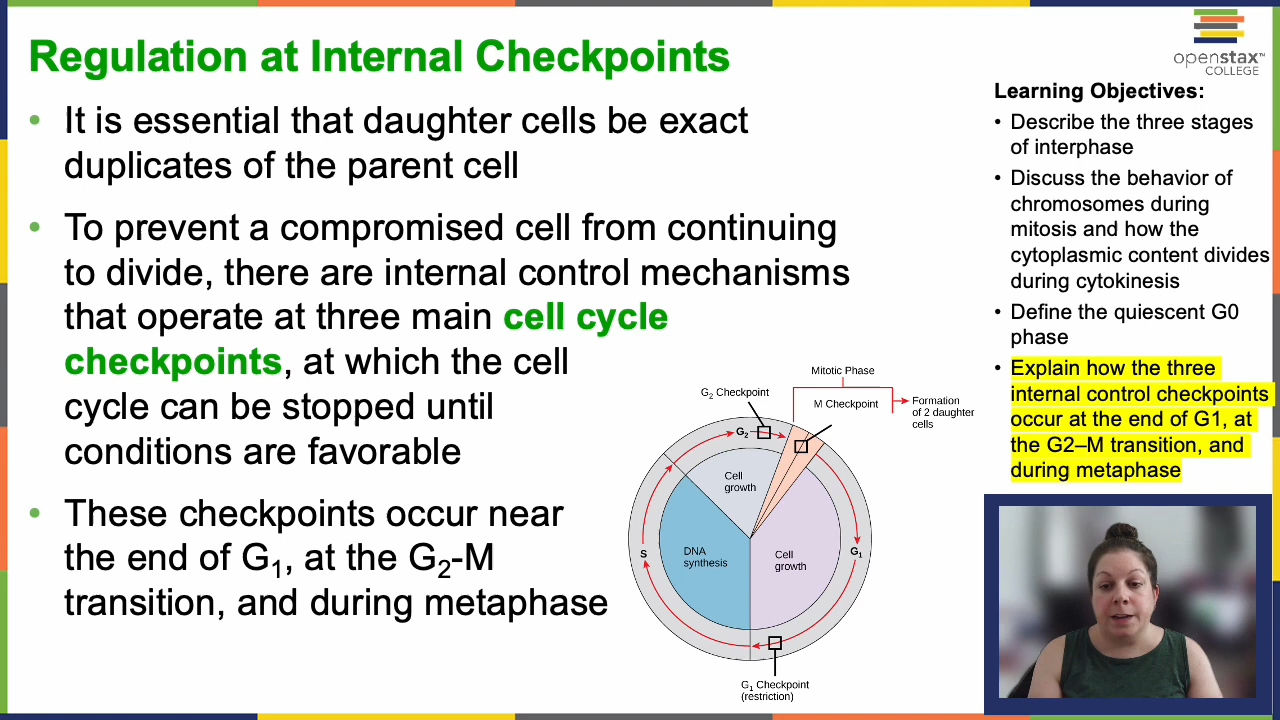 Regulation at Internal Checkpoints
• It is essential that daughter cells be exact
duplicates of the parent cell
• To prevent a compromised cell from continuing
to divide, there are internal control mechanisms
that operate at three main cell cycle
checkpoints, at which the cell
cycle can be stopped until
conditions are favorable
• These checkpoints occur near
the end of G₁, at the G₂-M
transition, and during metaphase
Mitotic Phase
G₂ Checkpoint
M Checkpoint
Formation
of 2 daughter
cells
G₂
Cell
growth
S
DNA
synthesis
Cell
growth
G₁
G₁ Checkpoint
(restriction)
openstax™
COLLEGE
Learning Objectives:
• Describe the three stages
of interphase
• Discuss the behavior of
chromosomes during
mitosis and how the
cytoplasmic content divides
during cytokinesis
• Define the quiescent G0
phase
• Explain how the three
internal control checkpoints
occur at the end of G1, at
the G2–M transition, and
during metaphase